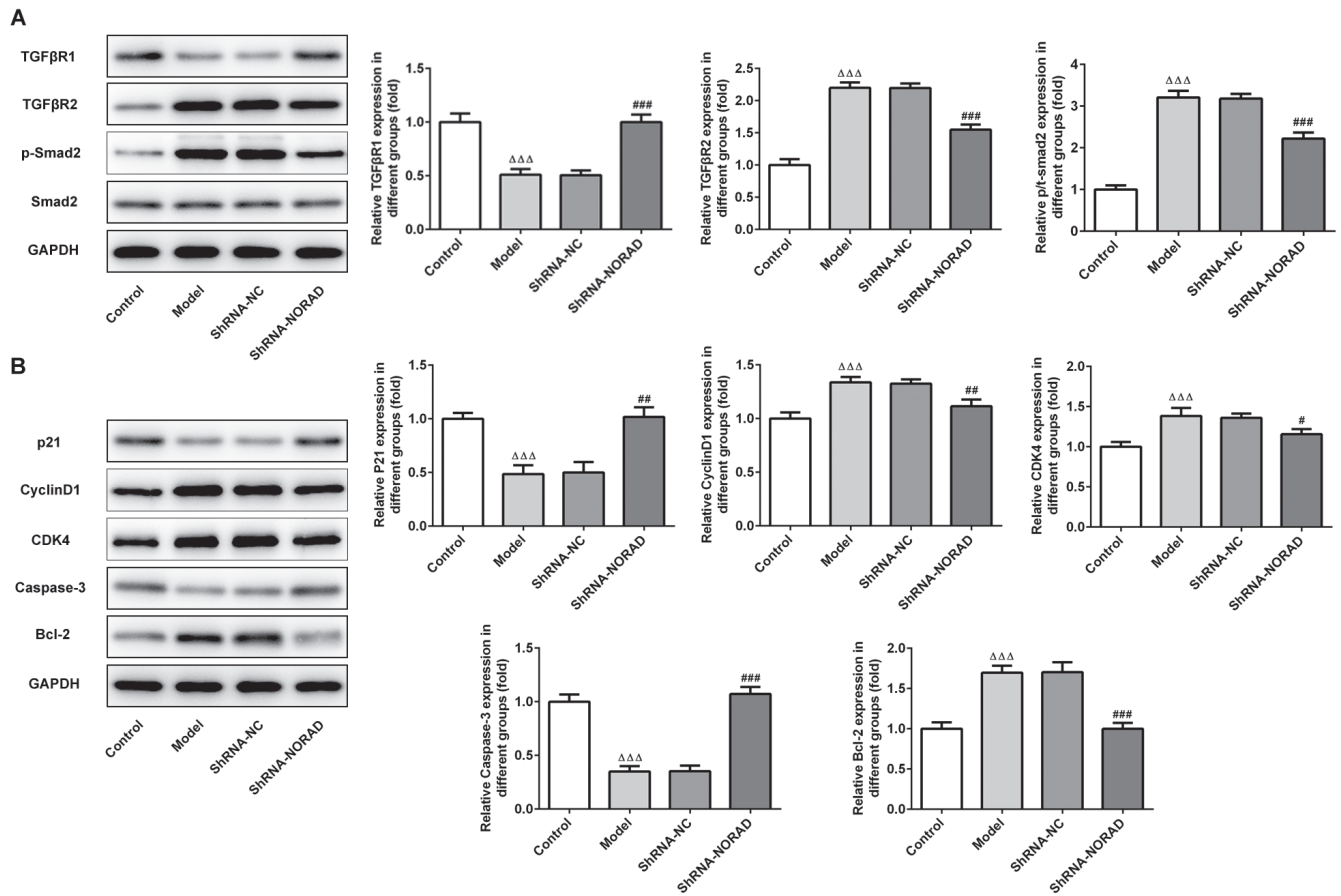 A
TGFβR1
TGFβR2
p-Smad2
Smad2
GAPDH
Control
Model
ShRNA-NC
ShRNA-NORAD
Relative TGFβR1 expression in
different groups (fold)
1.5
1.0
0.5
0.0
ΔΔΔ
###
Control
Model
ShRNA-NC
ShRNA-NORAD
Relative TGFβR2 expression in
different groups (fold)
2.5
2.0
1.5
1.0
0.5
0.0
ΔΔΔ
###
Control
Model
ShRNA-NC
ShRNA-NORAD
Relative p/t-smad2 expression in
different groups (fold)
4
3
2
1
0
ΔΔΔ
###
Control
Model
ShRNA-NC
ShRNA-NORAD
B
p21
CyclinD1
CDK4
Caspase-3
Bcl-2
GAPDH
Control
Model
ShRNA-NC
ShRNA-NORAD
Relative P21 expression in
different groups (fold)
1.5
1.0
0.5
0.0
ΔΔΔ
##
Control
Model
ShRNA-NC
ShRNA-NORAD
Relative CyclinD1 expression in
different groups (fold)
1.5
1.0
0.5
0.0
ΔΔΔ
##
Control
Model
ShRNA-NC
ShRNA-NORAD
Relative CDK4 expression in
different groups (fold)
2.0
1.5
1.0
0.5
0.0
ΔΔΔ
#
Control
Model
ShRNA-NC
ShRNA-NORAD
Relative Caspase-3 expression in
different groups (fold)
1.5
1.0
0.5
0.0
ΔΔΔ
###
Control
Model
ShRNA-NC
ShRNA-NORAD
Relative Bcl-2 expression in
different groups (fold)
2.0
1.5
1.0
0.5
0.0
ΔΔΔ
###
Control
Model
ShRNA-NC
ShRNA-NORAD